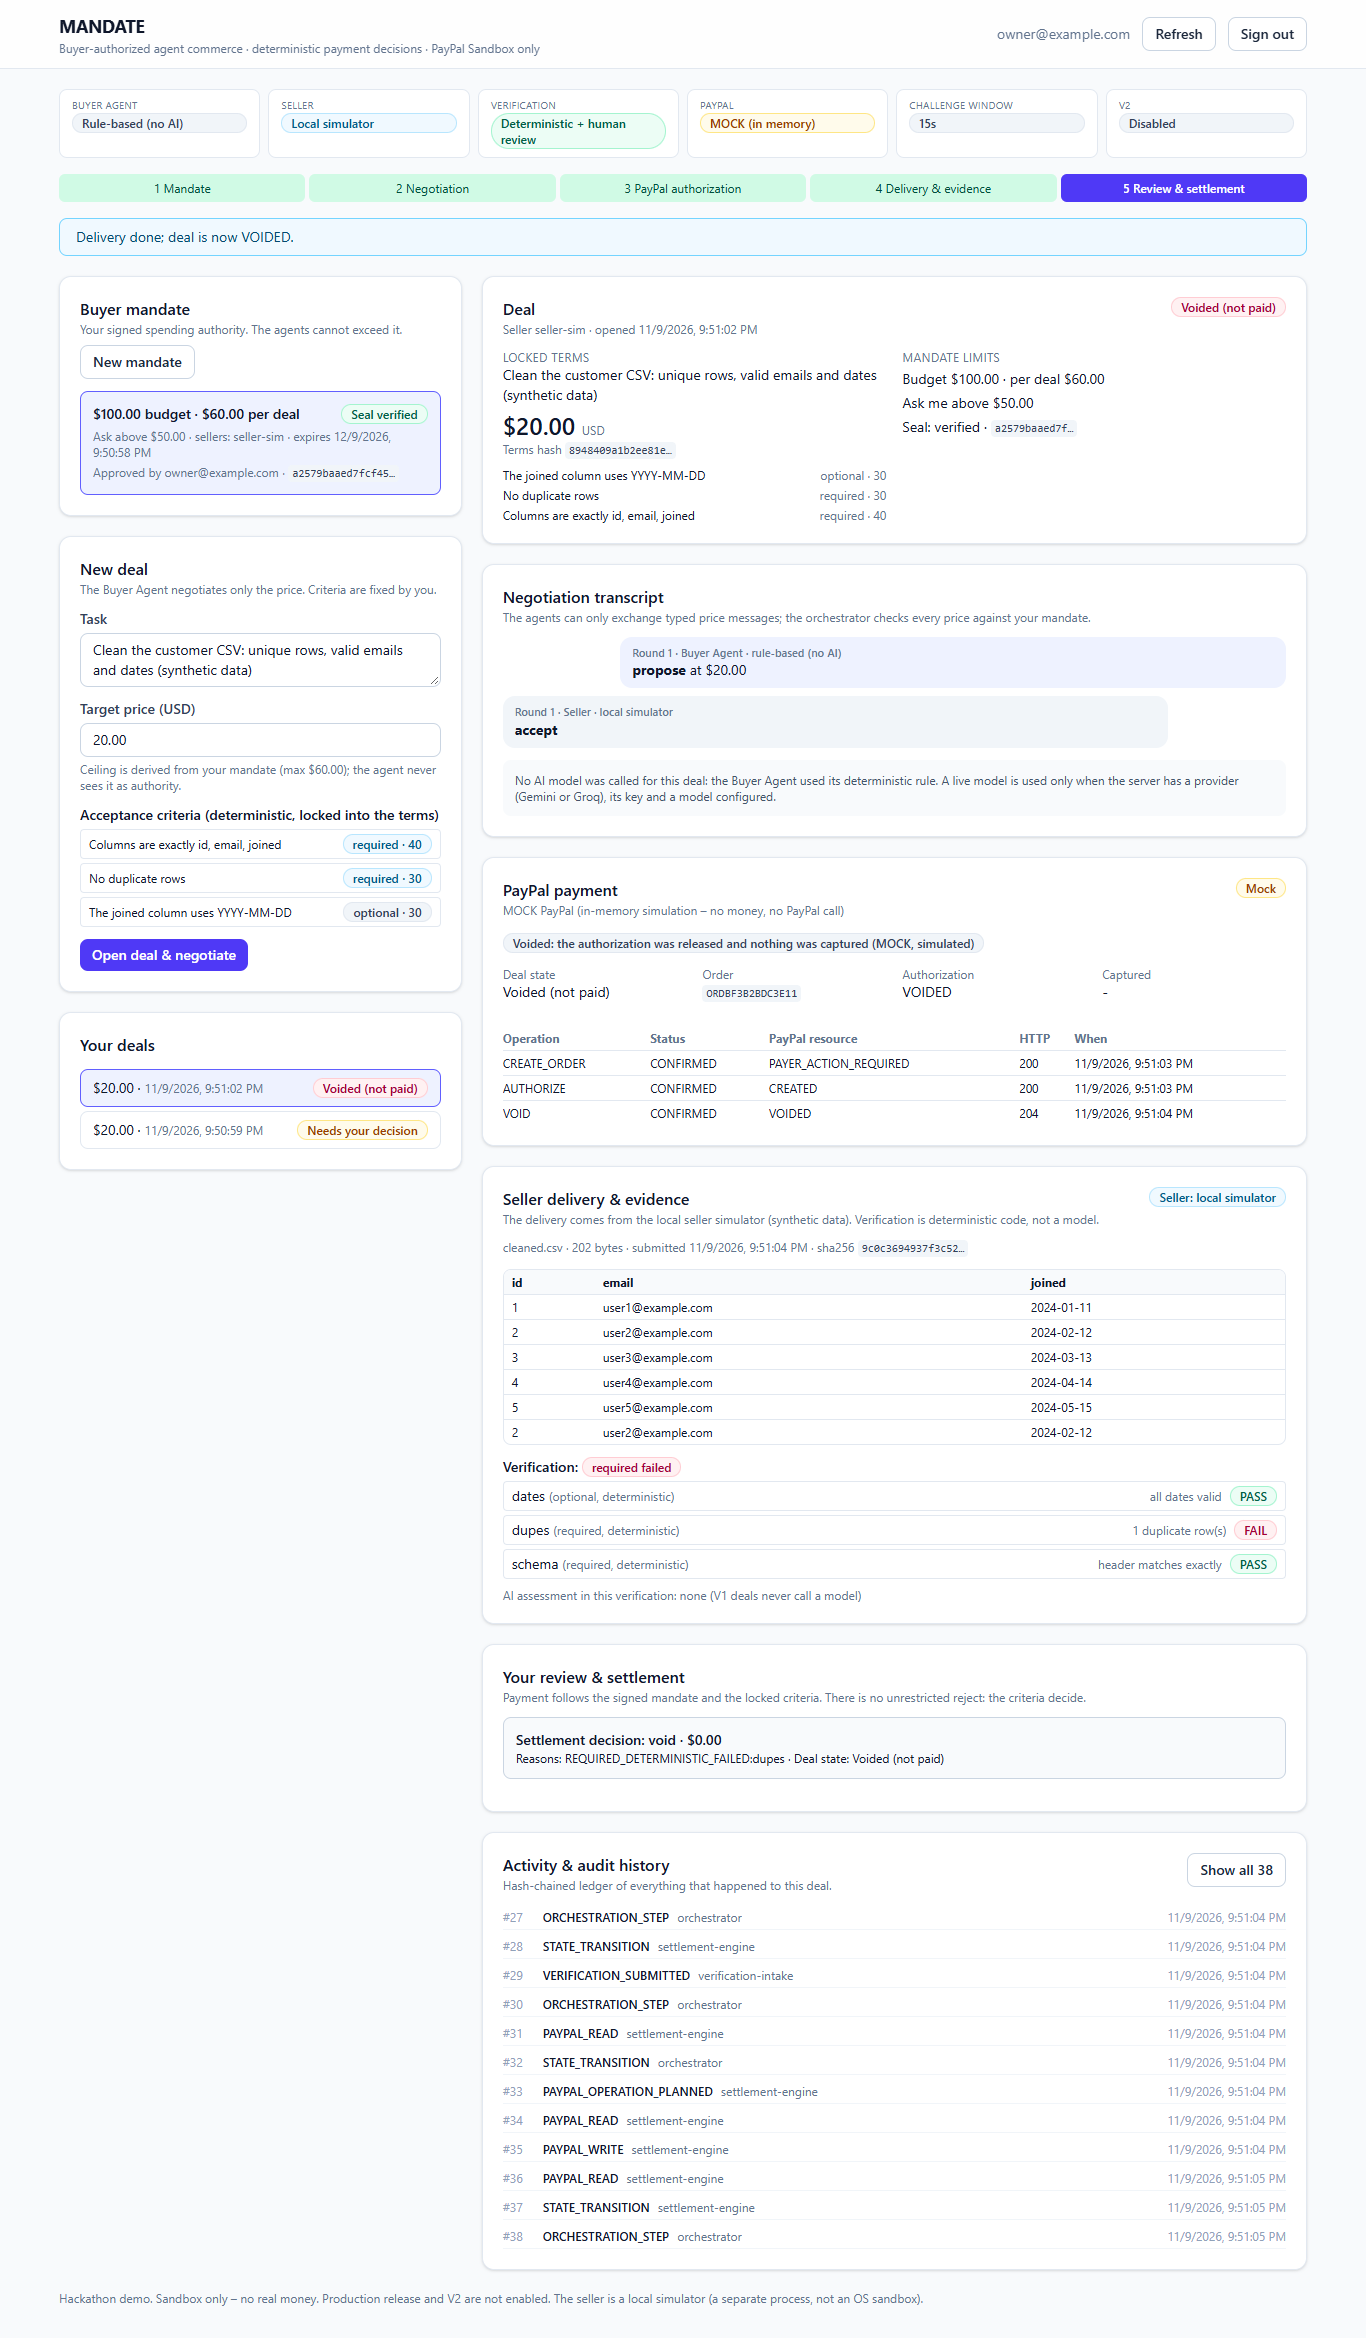 MANDATE
Buyer-authorized agent commerce · deterministic payment decisions · PayPal Sandbox only
owner@example.com
Refresh
Sign out
BUYER AGENT
Rule-based (no AI)
SELLER
Local simulator
VERIFICATION
Deterministic + human
review
PAYPAL
MOCK (in memory)
CHALLENGE WINDOW
15s
V2
Disabled
1 Mandate
2 Negotiation
3 PayPal authorization
4 Delivery & evidence
5 Review & settlement
Delivery done; deal is now VOIDED.
Buyer mandate
Your signed spending authority. The agents cannot exceed it.
New mandate
$100.00 budget · $60.00 per deal
Seal verified
Ask above $50.00 · sellers: seller-sim · expires 12/9/2026,
9:50:58 PM
Approved by owner@example.com · a2579baaed7fcf45…
New deal
The Buyer Agent negotiates only the price. Criteria are fixed by you.
Task
Clean the customer CSV: unique rows, valid emails
and dates (synthetic data)
Target price (USD)
20.00
Ceiling is derived from your mandate (max $60.00); the agent never
sees it as authority.
Acceptance criteria (deterministic, locked into the terms)
Columns are exactly id, email, joined
required · 40
No duplicate rows
required · 30
The joined column uses YYYY-MM-DD
optional · 30
Open deal & negotiate
Your deals
$20.00 · 11/9/2026, 9:51:02 PM
Voided (not paid)
$20.00 · 11/9/2026, 9:50:59 PM
Needs your decision
Deal
Voided (not paid)
Seller seller-sim · opened 11/9/2026, 9:51:02 PM
LOCKED TERMS
Clean the customer CSV: unique rows, valid emails and dates
(synthetic data)
$20.00 USD
Terms hash 8948409a1b2ee81e…
The joined column uses YYYY-MM-DD
optional · 30
No duplicate rows
required · 30
Columns are exactly id, email, joined
required · 40
MANDATE LIMITS
Budget $100.00 · per deal $60.00
Ask me above $50.00
Seal: verified · a2579baaed7f…
Negotiation transcript
The agents can only exchange typed price messages; the orchestrator checks every price against your mandate.
Round 1 · Buyer Agent · rule-based (no AI)
propose at $20.00
Round 1 · Seller · local simulator
accept
No AI model was called for this deal: the Buyer Agent used its deterministic rule. A live model is used only when the server has a provider
(Gemini or Groq), its key and a model configured.
PayPal payment
Mock
MOCK PayPal (in-memory simulation – no money, no PayPal call)
Voided: the authorization was released and nothing was captured (MOCK, simulated)
Deal state
Voided (not paid)
Order
ORDBF3B2BDC3E11
Authorization
VOIDED
Captured
-
Operation Status PayPal resource HTTP When
CREATE_ORDER CONFIRMED PAYER_ACTION_REQUIRED 200 11/9/2026, 9:51:03 PM
AUTHORIZE CONFIRMED CREATED 200 11/9/2026, 9:51:03 PM
VOID CONFIRMED VOIDED 204 11/9/2026, 9:51:04 PM
Seller delivery & evidence
Seller: local simulator
The delivery comes from the local seller simulator (synthetic data). Verification is deterministic code, not a model.
cleaned.csv · 202 bytes · submitted 11/9/2026, 9:51:04 PM · sha256 9c0c3694937f3c52…
id email joined
1 user1@example.com 2024-01-11
2 user2@example.com 2024-02-12
3 user3@example.com 2024-03-13
4 user4@example.com 2024-04-14
5 user5@example.com 2024-05-15
2 user2@example.com 2024-02-12
Verification: required failed
dates (optional, deterministic) all dates valid PASS
dupes (required, deterministic) 1 duplicate row(s) FAIL
schema (required, deterministic) header matches exactly PASS
AI assessment in this verification: none (V1 deals never call a model)
Your review & settlement
Payment follows the signed mandate and the locked criteria. There is no unrestricted reject: the criteria decide.
Settlement decision: void · $0.00
Reasons: REQUIRED_DETERMINISTIC_FAILED:dupes · Deal state: Voided (not paid)
Activity & audit history
Show all 38
Hash-chained ledger of everything that happened to this deal.
#27 ORCHESTRATION_STEP orchestrator 11/9/2026, 9:51:04 PM
#28 STATE_TRANSITION settlement-engine 11/9/2026, 9:51:04 PM
#29 VERIFICATION_SUBMITTED verification-intake 11/9/2026, 9:51:04 PM
#30 ORCHESTRATION_STEP orchestrator 11/9/2026, 9:51:04 PM
#31 PAYPAL_READ settlement-engine 11/9/2026, 9:51:04 PM
#32 STATE_TRANSITION orchestrator 11/9/2026, 9:51:04 PM
#33 PAYPAL_OPERATION_PLANNED settlement-engine 11/9/2026, 9:51:04 PM
#34 PAYPAL_READ settlement-engine 11/9/2026, 9:51:04 PM
#35 PAYPAL_WRITE settlement-engine 11/9/2026, 9:51:04 PM
#36 PAYPAL_READ settlement-engine 11/9/2026, 9:51:05 PM
#37 STATE_TRANSITION settlement-engine 11/9/2026, 9:51:05 PM
#38 ORCHESTRATION_STEP orchestrator 11/9/2026, 9:51:05 PM
Hackathon demo. Sandbox only – no real money. Production release and V2 are not enabled. The seller is a local simulator (a separate process, not an OS sandbox).